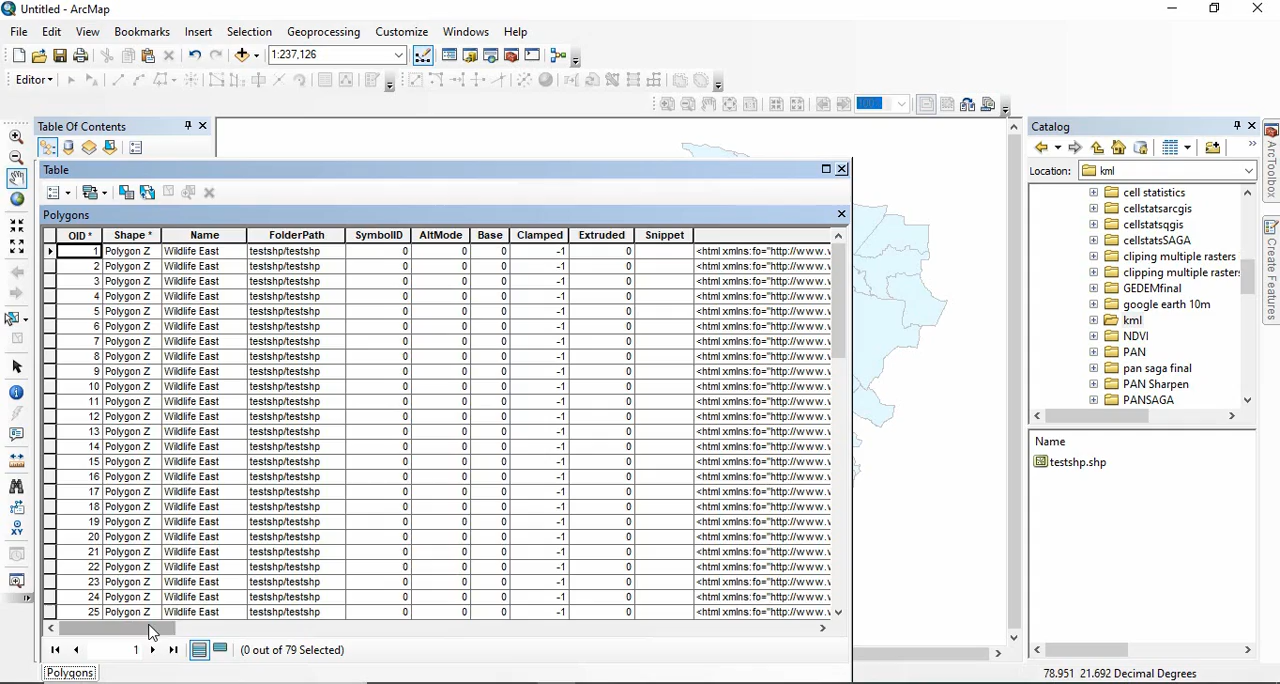 Untitled - ArcMap
File Edit View Bookmarks Insert Selection Geoprocessing Customize Windows Help
1:237,126
Editor
100%
Table Of Contents
Table
Polygons
OID * Shape * Name FolderPath SymbolID AltMode Base Clamped Extruded Snippet
1 Polygon Z Wildlife East testshp/testshp 0 0 0 -1 0 <html xmlns:fo="http://www.v
2 Polygon Z Wildlife East testshp/testshp 0 0 0 -1 0 <html xmlns:fo="http://www.v
3 Polygon Z Wildlife East testshp/testshp 0 0 0 -1 0 <html xmlns:fo="http://www.v
4 Polygon Z Wildlife East testshp/testshp 0 0 0 -1 0 <html xmlns:fo="http://www.v
5 Polygon Z Wildlife East testshp/testshp 0 0 0 -1 0 <html xmlns:fo="http://www.v
6 Polygon Z Wildlife East testshp/testshp 0 0 0 -1 0 <html xmlns:fo="http://www.v
7 Polygon Z Wildlife East testshp/testshp 0 0 0 -1 0 <html xmlns:fo="http://www.v
8 Polygon Z Wildlife East testshp/testshp 0 0 0 -1 0 <html xmlns:fo="http://www.v
9 Polygon Z Wildlife East testshp/testshp 0 0 0 -1 0 <html xmlns:fo="http://www.v
10 Polygon Z Wildlife East testshp/testshp 0 0 0 -1 0 <html xmlns:fo="http://www.v
11 Polygon Z Wildlife East testshp/testshp 0 0 0 -1 0 <html xmlns:fo="http://www.v
12 Polygon Z Wildlife East testshp/testshp 0 0 0 -1 0 <html xmlns:fo="http://www.v
13 Polygon Z Wildlife East testshp/testshp 0 0 0 -1 0 <html xmlns:fo="http://www.v
14 Polygon Z Wildlife East testshp/testshp 0 0 0 -1 0 <html xmlns:fo="http://www.v
15 Polygon Z Wildlife East testshp/testshp 0 0 0 -1 0 <html xmlns:fo="http://www.v
16 Polygon Z Wildlife East testshp/testshp 0 0 0 -1 0 <html xmlns:fo="http://www.v
17 Polygon Z Wildlife East testshp/testshp 0 0 0 -1 0 <html xmlns:fo="http://www.v
18 Polygon Z Wildlife East testshp/testshp 0 0 0 -1 0 <html xmlns:fo="http://www.v
19 Polygon Z Wildlife East testshp/testshp 0 0 0 -1 0 <html xmlns:fo="http://www.v
20 Polygon Z Wildlife East testshp/testshp 0 0 0 -1 0 <html xmlns:fo="http://www.v
21 Polygon Z Wildlife East testshp/testshp 0 0 0 -1 0 <html xmlns:fo="http://www.v
22 Polygon Z Wildlife East testshp/testshp 0 0 0 -1 0 <html xmlns:fo="http://www.v
23 Polygon Z Wildlife East testshp/testshp 0 0 0 -1 0 <html xmlns:fo="http://www.v
24 Polygon Z Wildlife East testshp/testshp 0 0 0 -1 0 <html xmlns:fo="http://www.v
25 Polygon Z Wildlife East testshp/testshp 0 0 0 -1 0 <html xmlns:fo="http://www.v
1 (0 out of 79 Selected)
Polygons
Catalog
Location: kml
cell statistics
cellstatsarcgis
cellstatsqgis
cellstatsSAGA
cliping multiple rasters
clipping multiple rasters
GEDEMfinal
google earth 10m
kml
NDVI
PAN
pan saga final
PAN Sharpen
PANSAGA
Name
testshp.shp
ArcToolbox
Create Features
78.951 21.692 Decimal Degrees